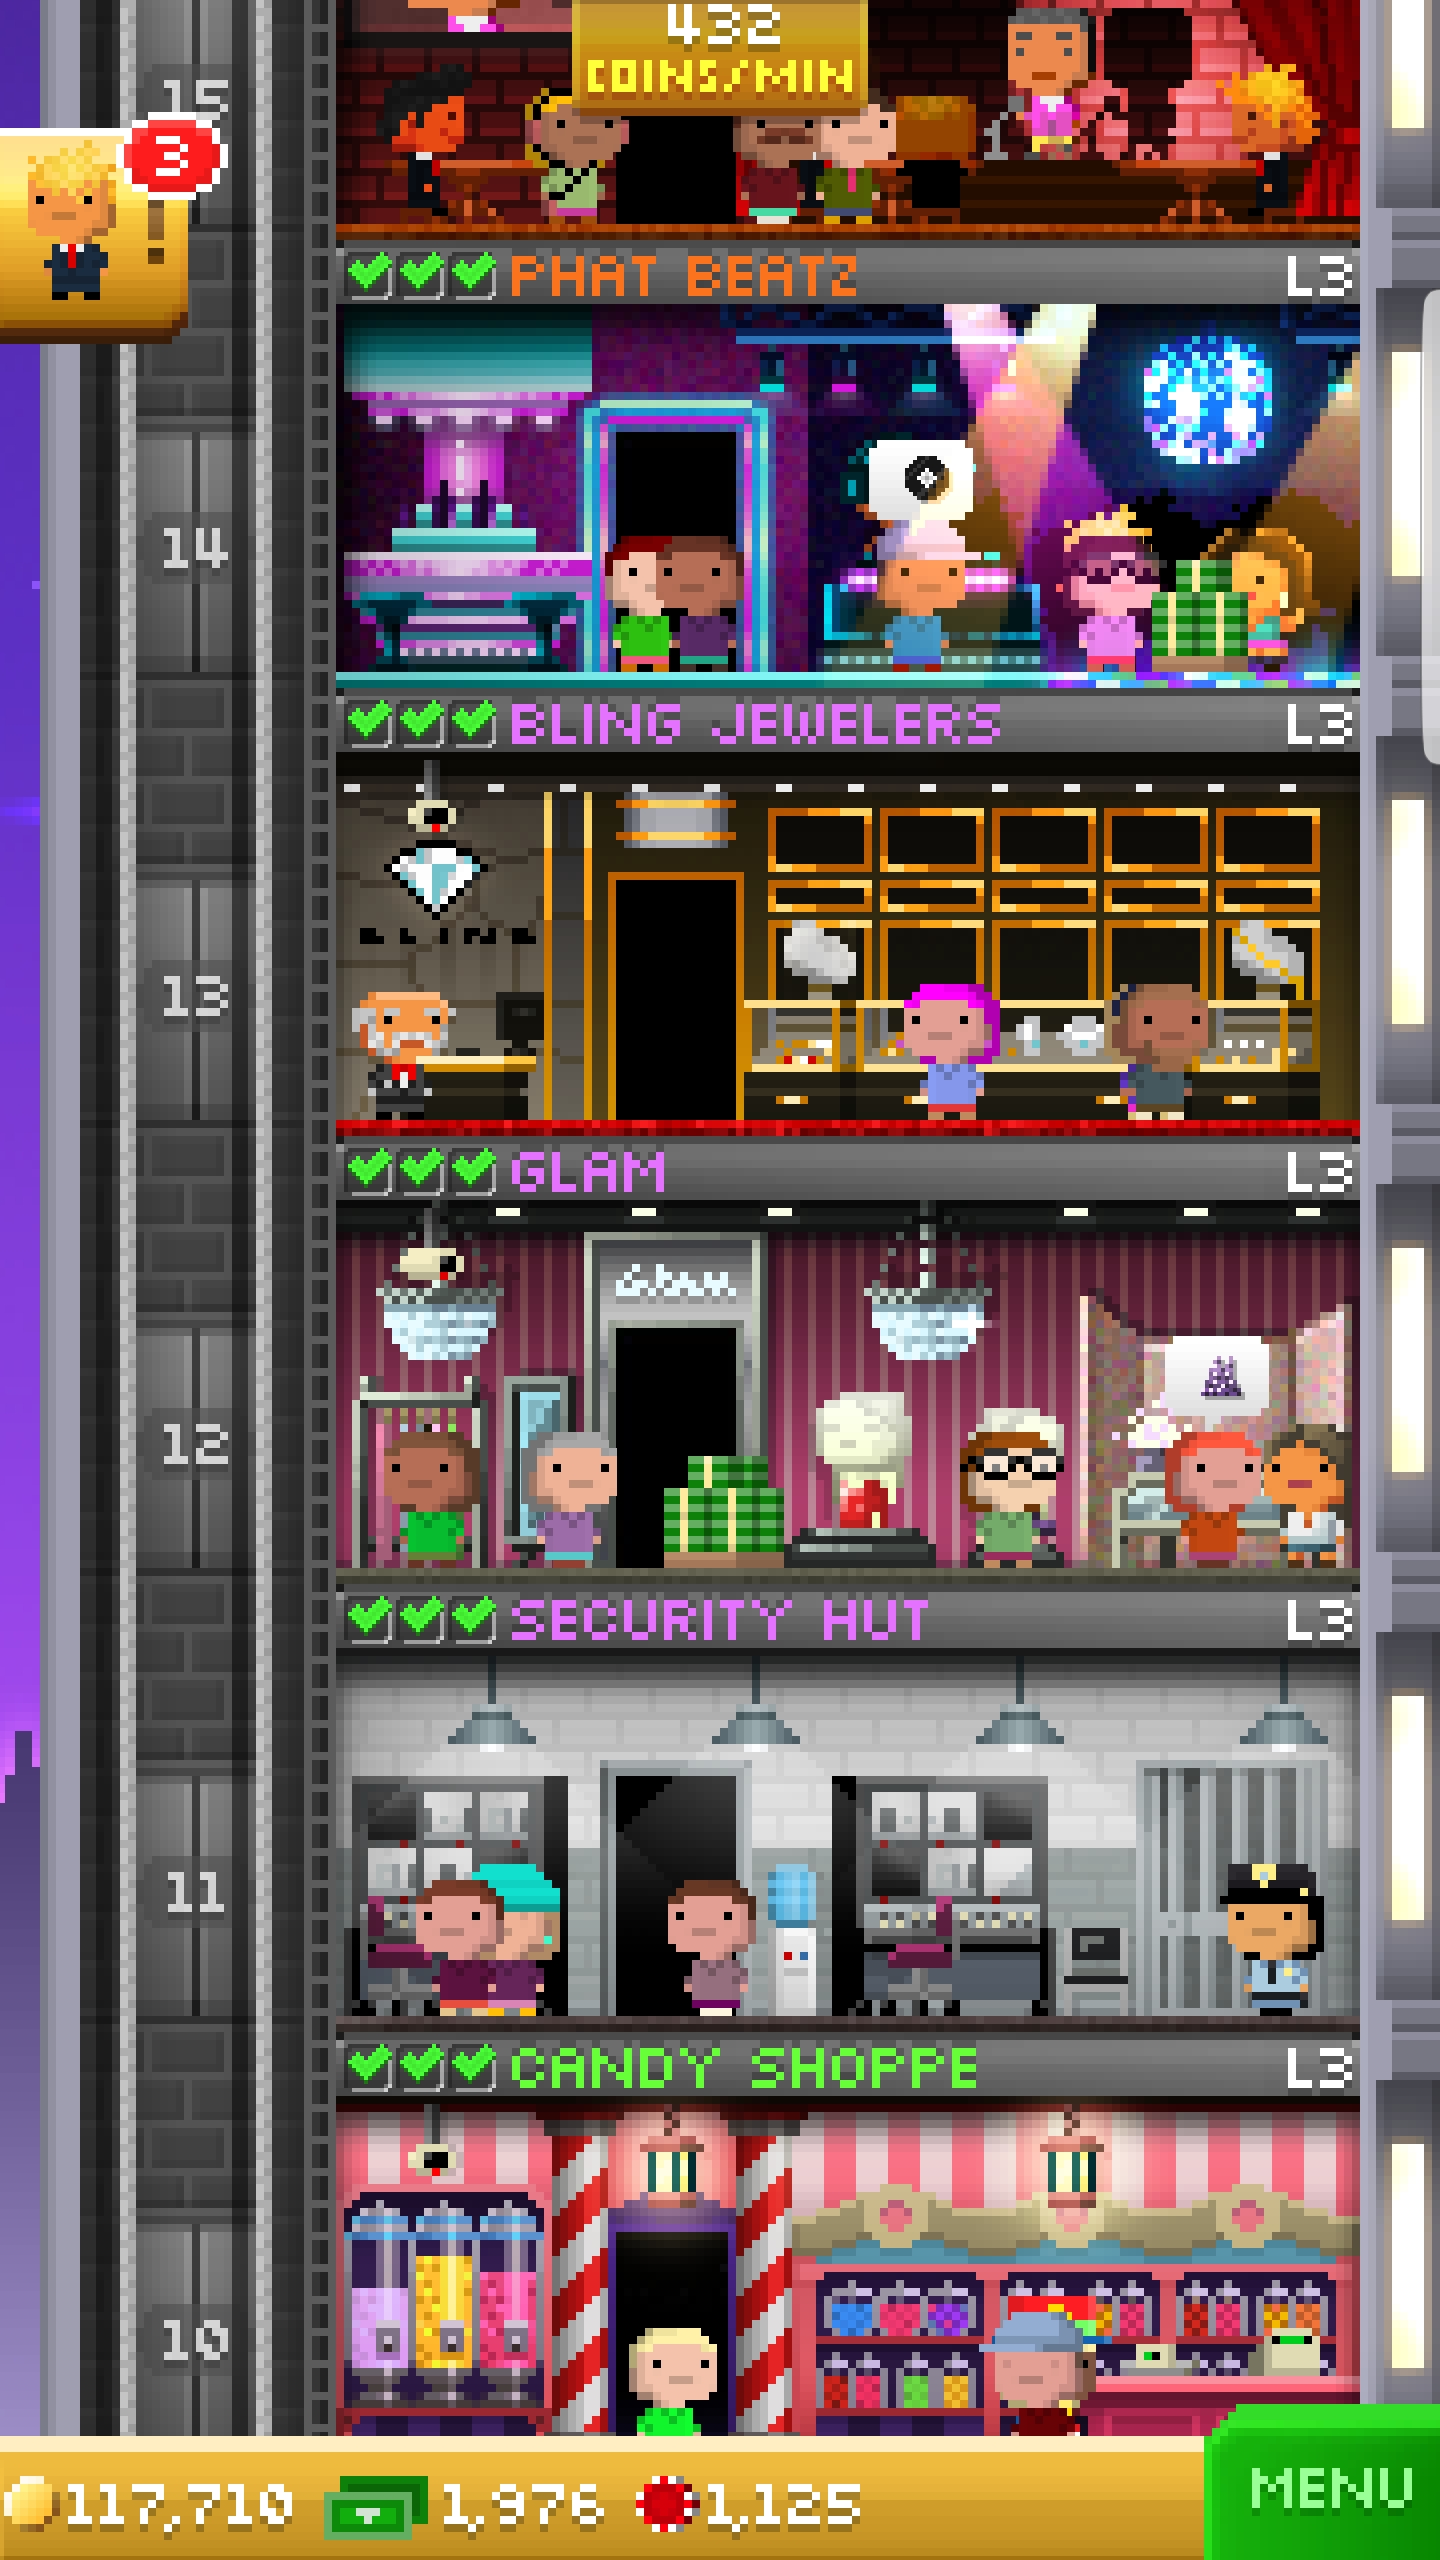 432
COINS/MIN
15
3
PHAT BEATZ L3
14
BLING JEWELERS L3
BLING
13
GLAM L3
Glam
12
SECURITY HUT L3
11
CANDY SHOPPE L3
10
117,710 1,976 1,125
MENU